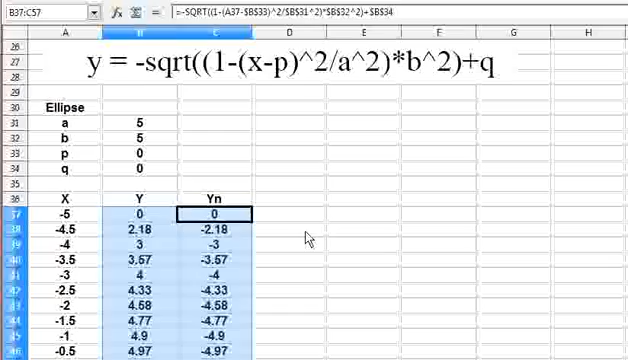 B37:C57 =-SQRT((1-(A37-$B$33)^2/$B$31^2)*$B$32^2)+$B$34
A B C D E F G H
26
27 y = -sqrt((1-(x-p)^2/a^2)*b^2)+q
28
29
30 Ellipse
31 a 5
32 b 5
33 p 0
34 q 0
35
36 X Y Yn
37 -5 0 0
38 -4.5 2.18 -2.18
39 -4 3 -3
40 -3.5 3.57 -3.57
41 -3 4 -4
42 -2.5 4.33 -4.33
43 -2 4.58 -4.58
44 -1.5 4.77 -4.77
45 -1 4.9 -4.9
46 -0.5 4.97 -4.97